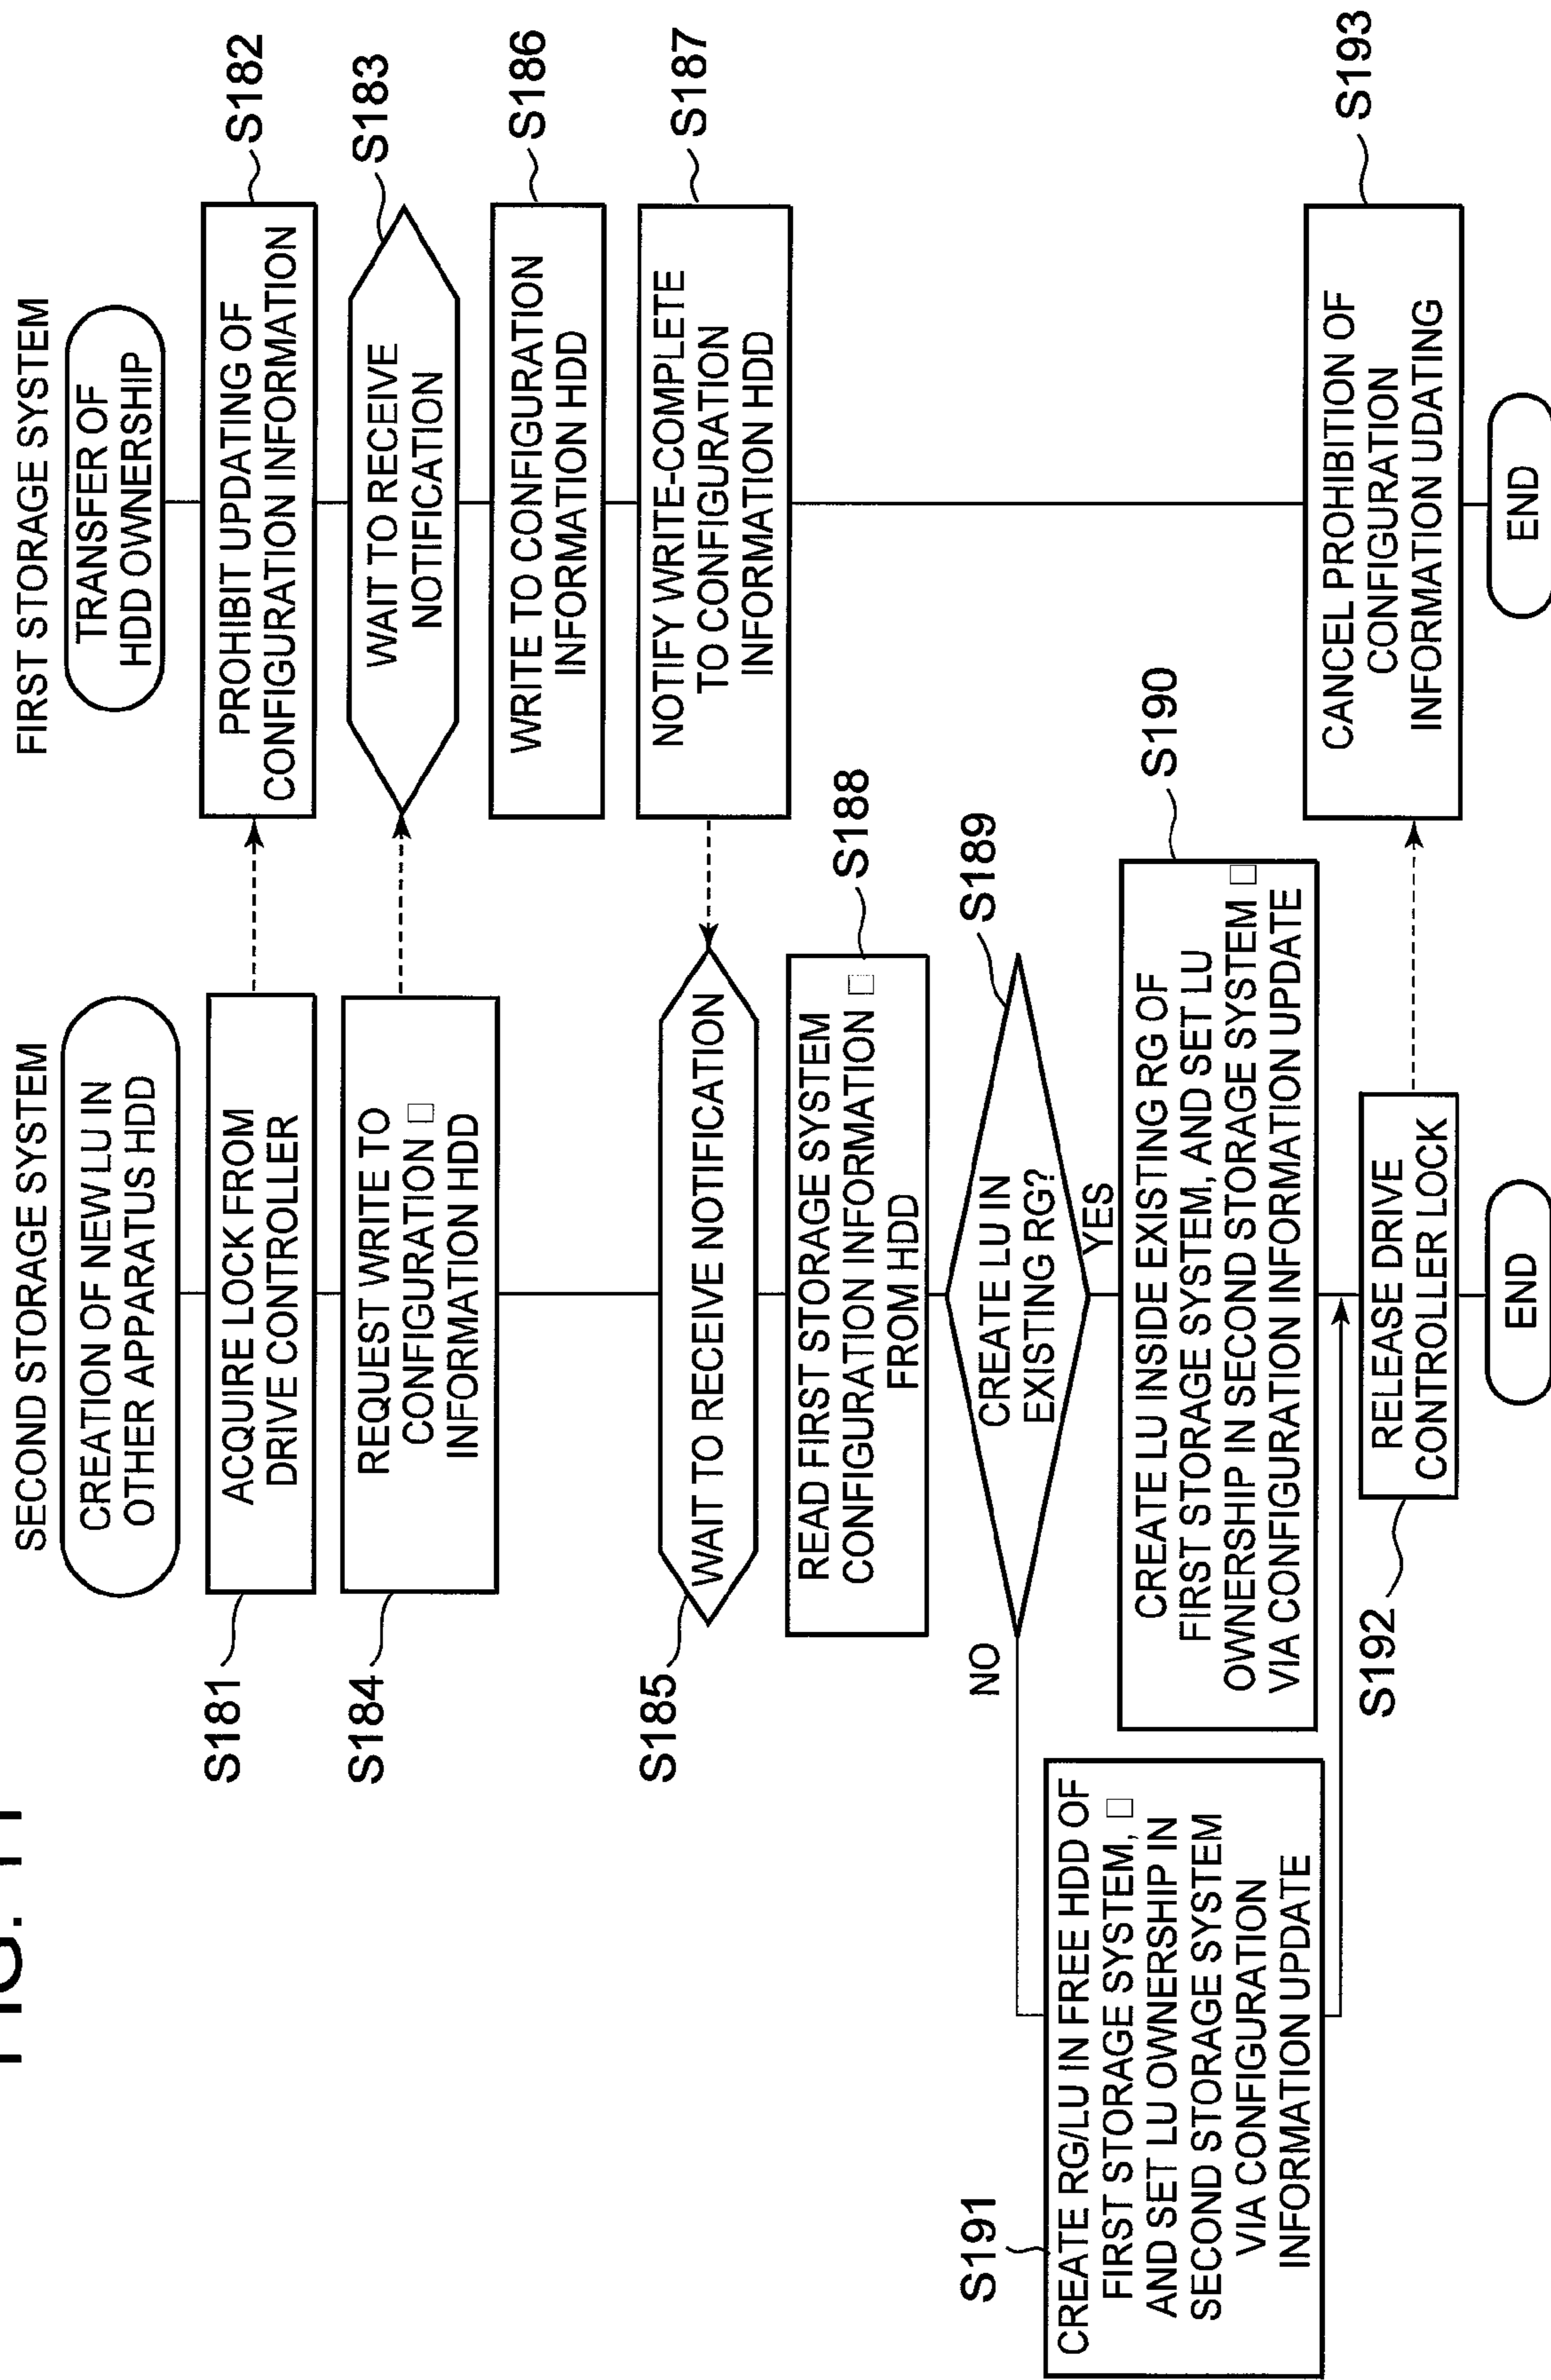 FIG.
SECOND STORAGE SYSTEM
CREATION OF NEW LU IN
OTHER APPARATUS HDD
S181
ACQUIRE LOCK FROM
DRIVE CONTROLLER
S184
REQUEST WRITE TO
CONFIGURATION □
INFORMATION HDD
S185
WAIT TO RECEIVE NOTIFICATION
READ FIRST STORAGE SYSTEM
CONFIGURATION INFORMATION □
FROM HDD
S188
CREATE LU IN
EXISTING RG?
S189
NO
YES
S191
CREATE RG/LU IN FREE HDD OF
FIRST STORAGE SYSTEM, □
AND SET LU OWNERSHIP IN
SECOND STORAGE SYSTEM
VIA CONFIGURATION
INFORMATION UPDATE
CREATE LU INSIDE EXISTING RG OF
FIRST STORAGE SYSTEM, AND SET LU
OWNERSHIP IN SECOND STORAGE SYSTEM □
VIA CONFIGURATION INFORMATION UPDATE
S190
S192
RELEASE DRIVE
CONTROLLER LOCK
END
FIRST STORAGE SYSTEM
TRANSFER OF
HDD OWNERSHIP
PROHIBIT UPDATING OF
CONFIGURATION INFORMATION
S182
WAIT TO RECEIVE
NOTIFICATION
S183
WRITE TO CONFIGURATION
INFORMATION HDD
S186
NOTIFY WRITE-COMPLETE
TO CONFIGURATION
INFORMATION HDD
S187
CANCEL PROHIBITION OF
CONFIGURATION
INFORMATION UDATING
S193
END